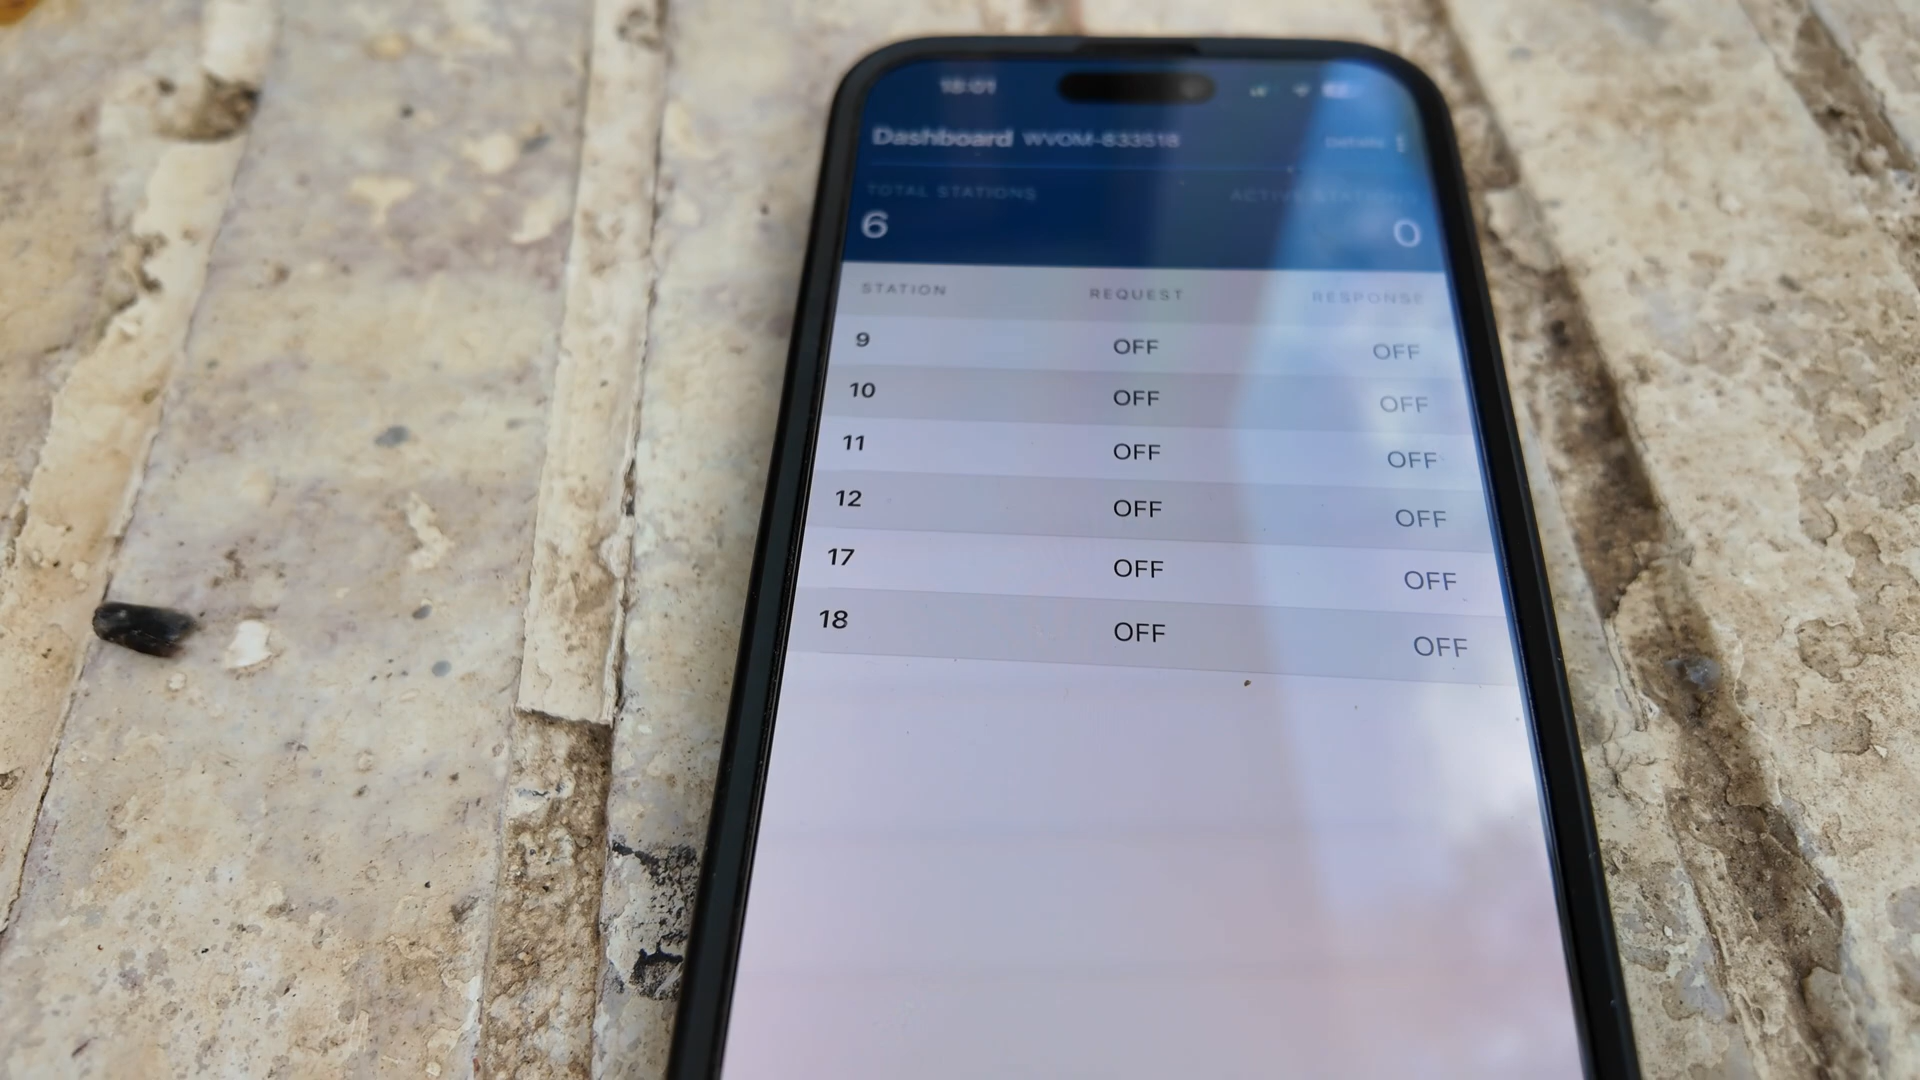 18:01
Dashboard WVOM-833518
Details
TOTAL STATIONS ACTIVE STATIONS
6 0
STATION REQUEST RESPONSE
9 OFF OFF
10 OFF OFF
11 OFF OFF
12 OFF OFF
17 OFF OFF
18 OFF OFF